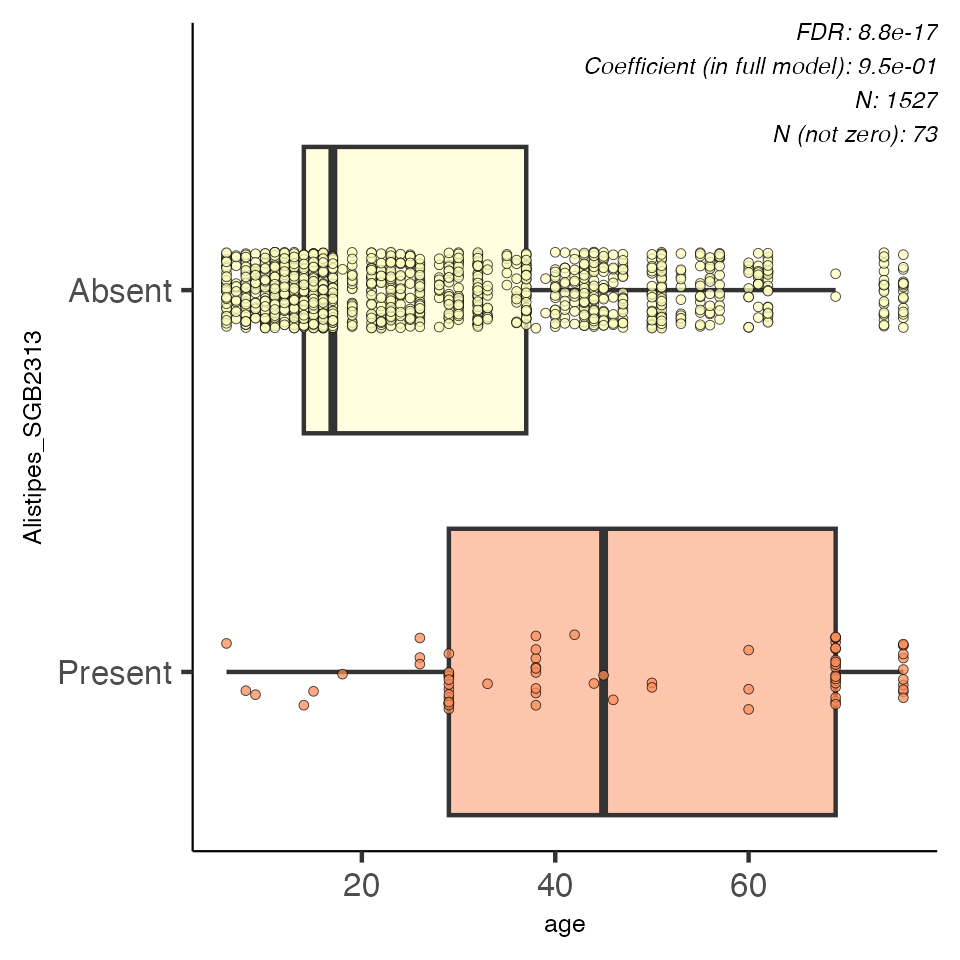 FDR: 8.8e-17
Coefficient (in full model): 9.5e-01
N: 1527
N (not zero): 73
Absent
Alistipes_SGB2313
Present
20 40 60
age